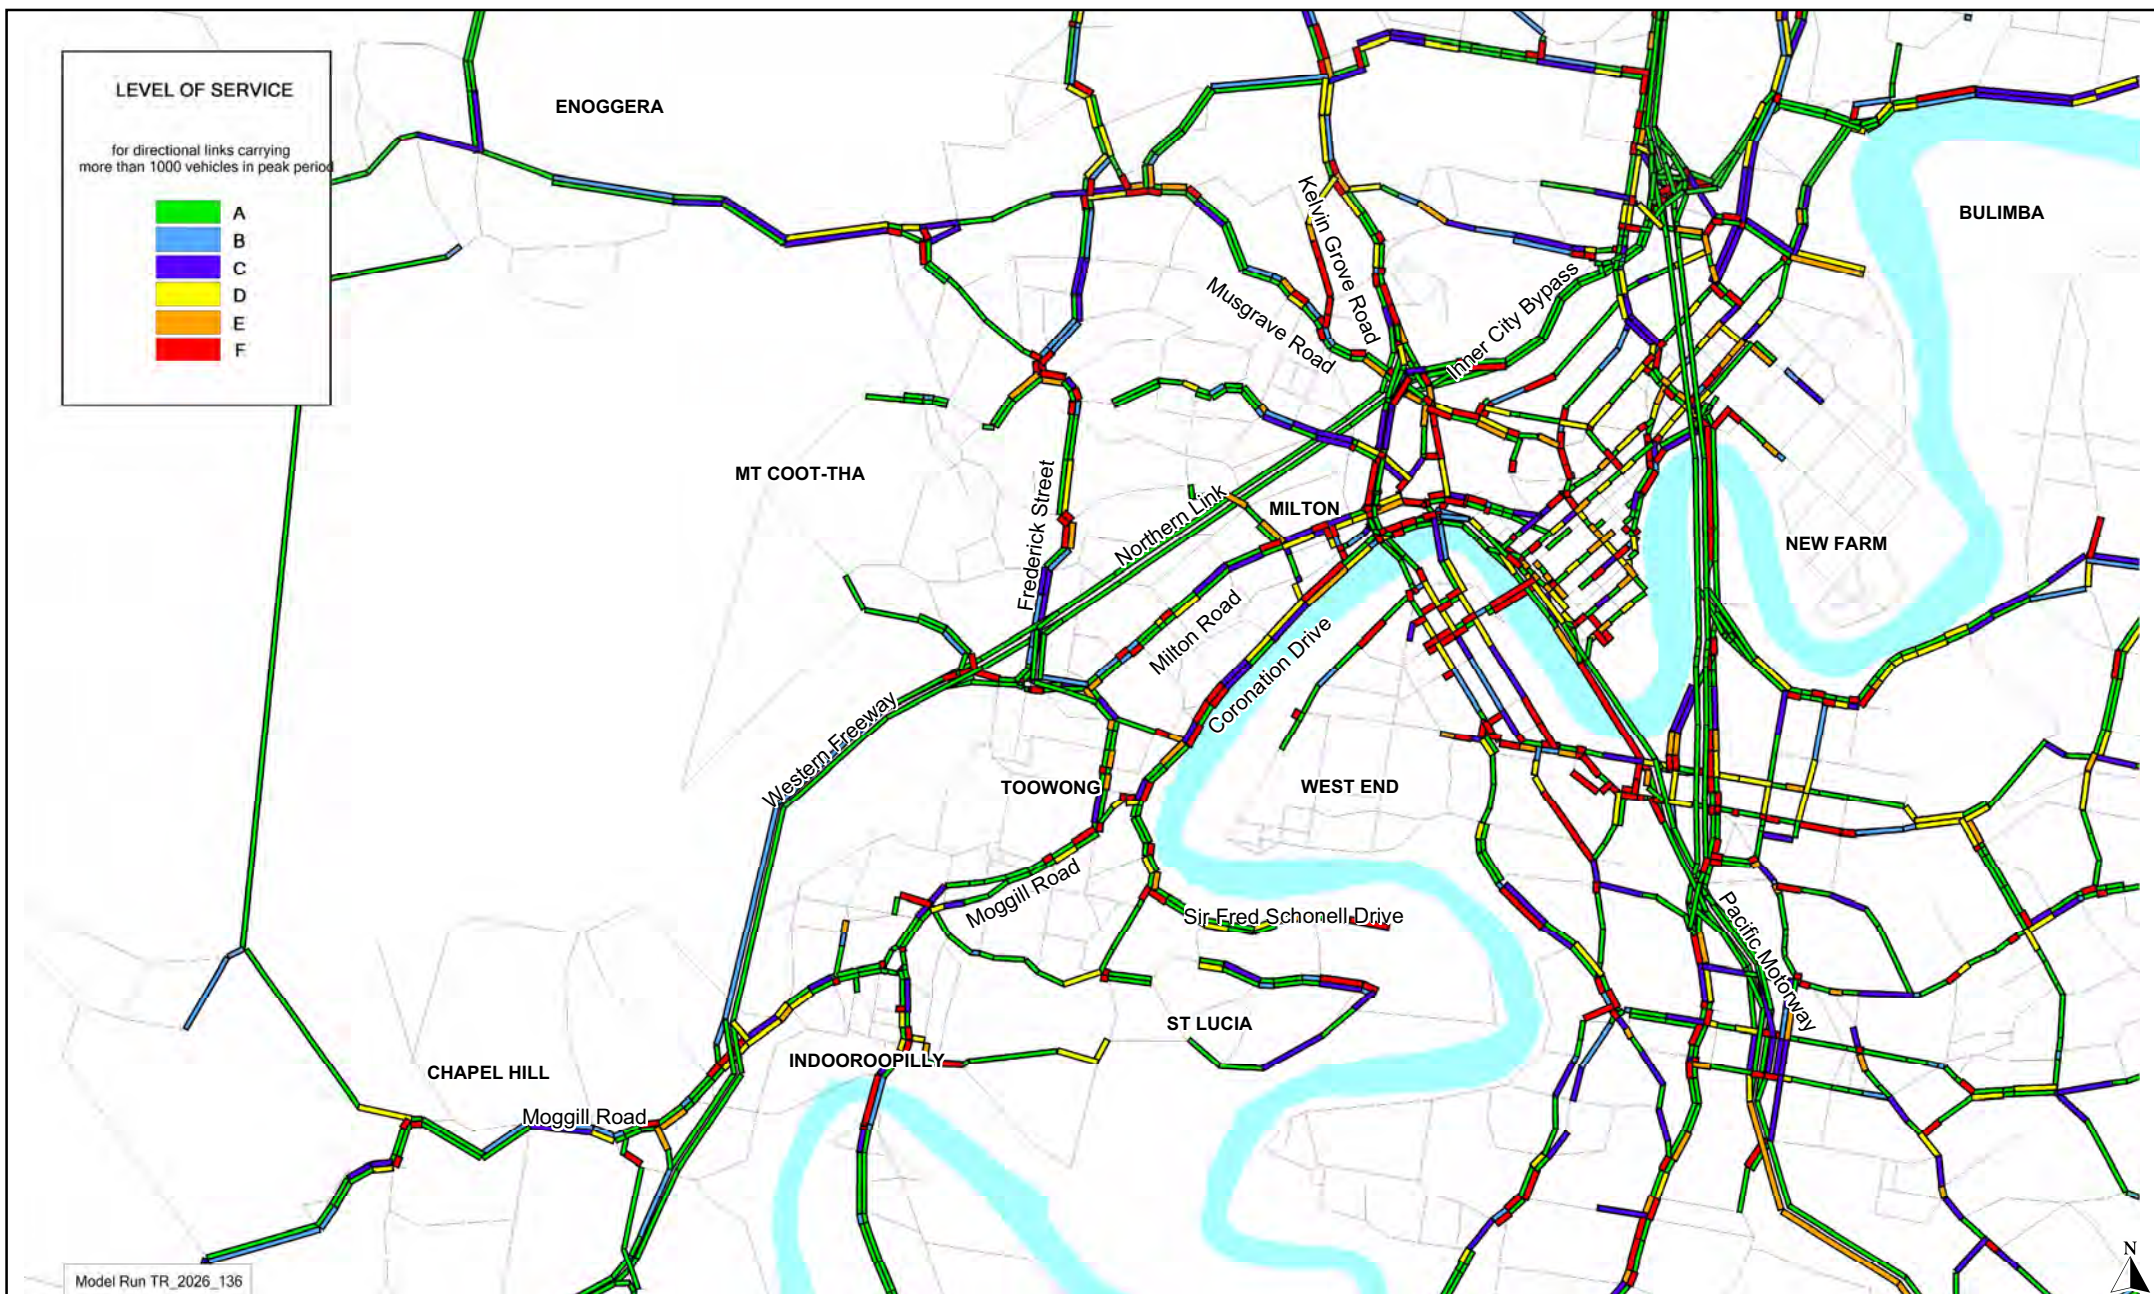 LEVEL OF SERVICE
for directional links carrying
more than 1000 vehicles in peak period
A
B
C
D
E
F
ENOGGERA
BULIMBA
Kelvin Grove Road
Musgrave Road
Inner City Bypass
MT COOT-THA
Frederick Street
Northern Link
MILTON
NEW FARM
Milton Road
Coronation Drive
Western Freeway
TOOWONG
WEST END
Moggill Road
Sir Fred Schonell Drive
Pacific Motorway
ST LUCIA
INDOOROOPILLY
CHAPEL HILL
Moggill Road
Model Run TR_2026_136
N